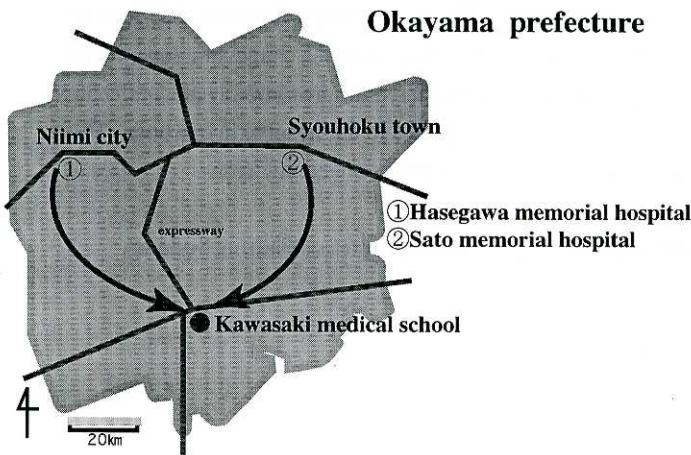 Okayama prefecture
Niimi city
Syouhoku town
①
②
①Hasegawa memorial hospital
expressway
②Sato memorial hospital
Kawasaki medical school
20km